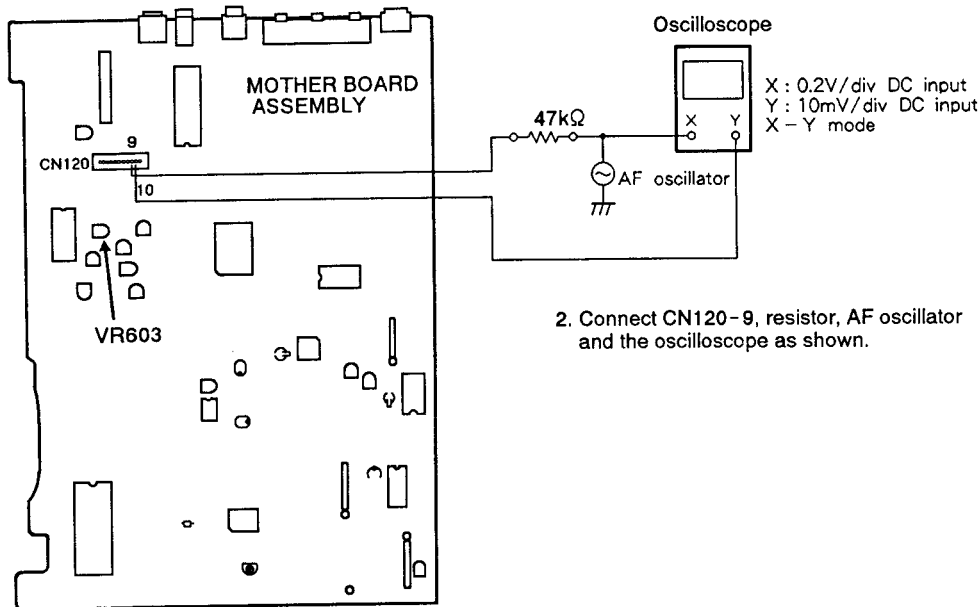 Oscilloscope
MOTHER BOARD
ASSEMBLY
X : 0.2V/div DC input
Y : 10mV/div DC input
X - Y mode
47kΩ
X Y
9
CN120
AF oscillator
10
VR603
2. Connect CN120-9, resistor, AF oscillator
and the oscilloscope as shown.